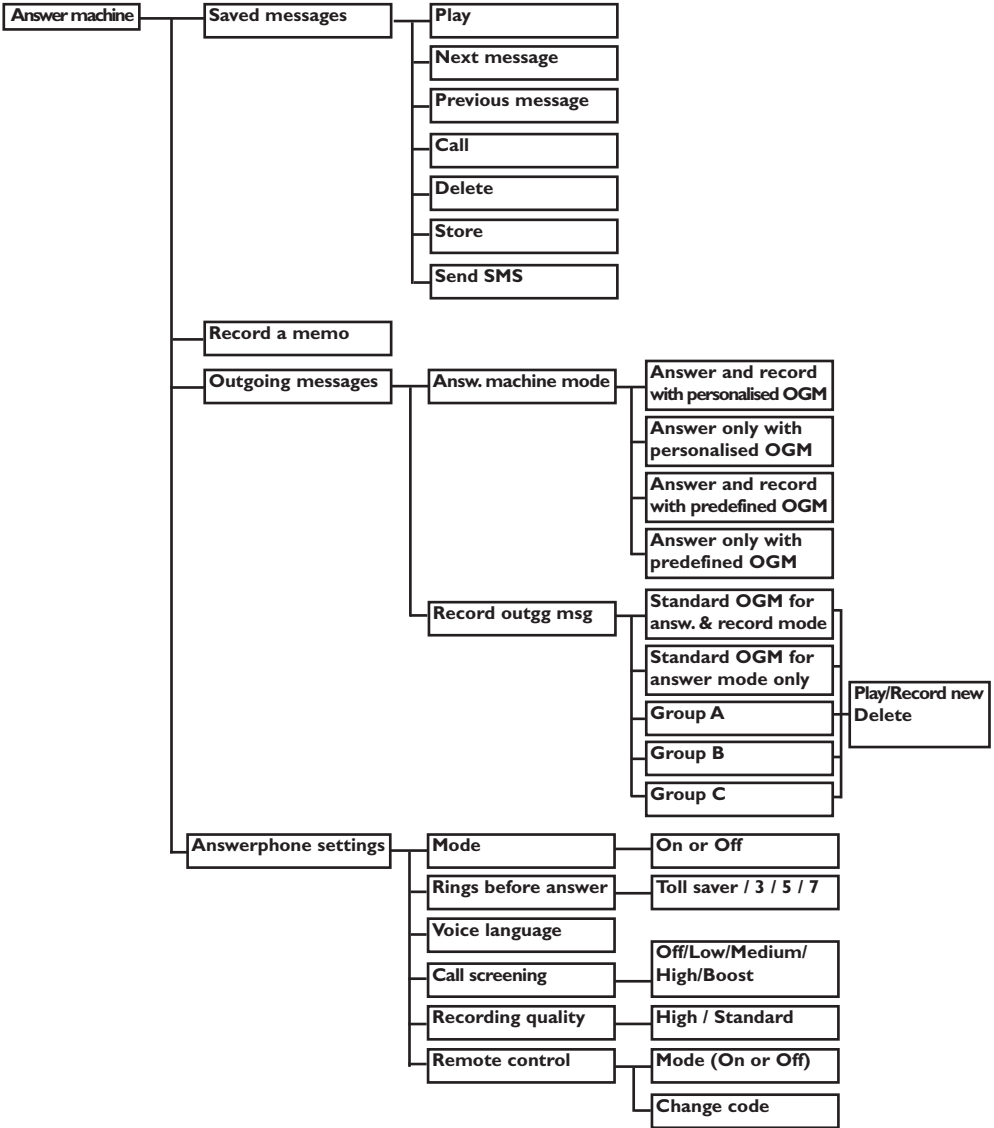 Answer machine
Saved messages
Play
Next message
Previous message
Call
Delete
Store
Send SMS
Record a memo
Outgoing messages
Answ. machine mode
Answer and record
with personalised OGM
Answer only with
personalised OGM
Answer and record
with predefined OGM
Answer only with
predefined OGM
Record outgg msg
Standard OGM for
answ. & record mode
Standard OGM for
answer mode only
Group A
Group B
Group C
Play/Record new
Delete
Answerphone settings
Mode
On or Off
Rings before answer
Toll saver / 3 / 5 / 7
Voice language
Call screening
Off/Low/Medium/
High/Boost
Recording quality
High / Standard
Remote control
Mode (On or Off)
Change code